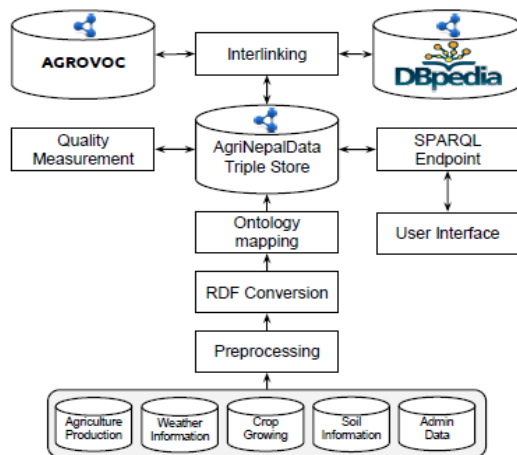 AGROVOC
Interlinking
DBpedia
Quality
Measurement
AgriNepalData
Triple Store
SPARQL
Endpoint
Ontology
mapping
User Interface
RDF Conversion
Preprocessing
Agriculture
Production
Weather
Information
Crop
Growing
Soil
Information
Admin
Data